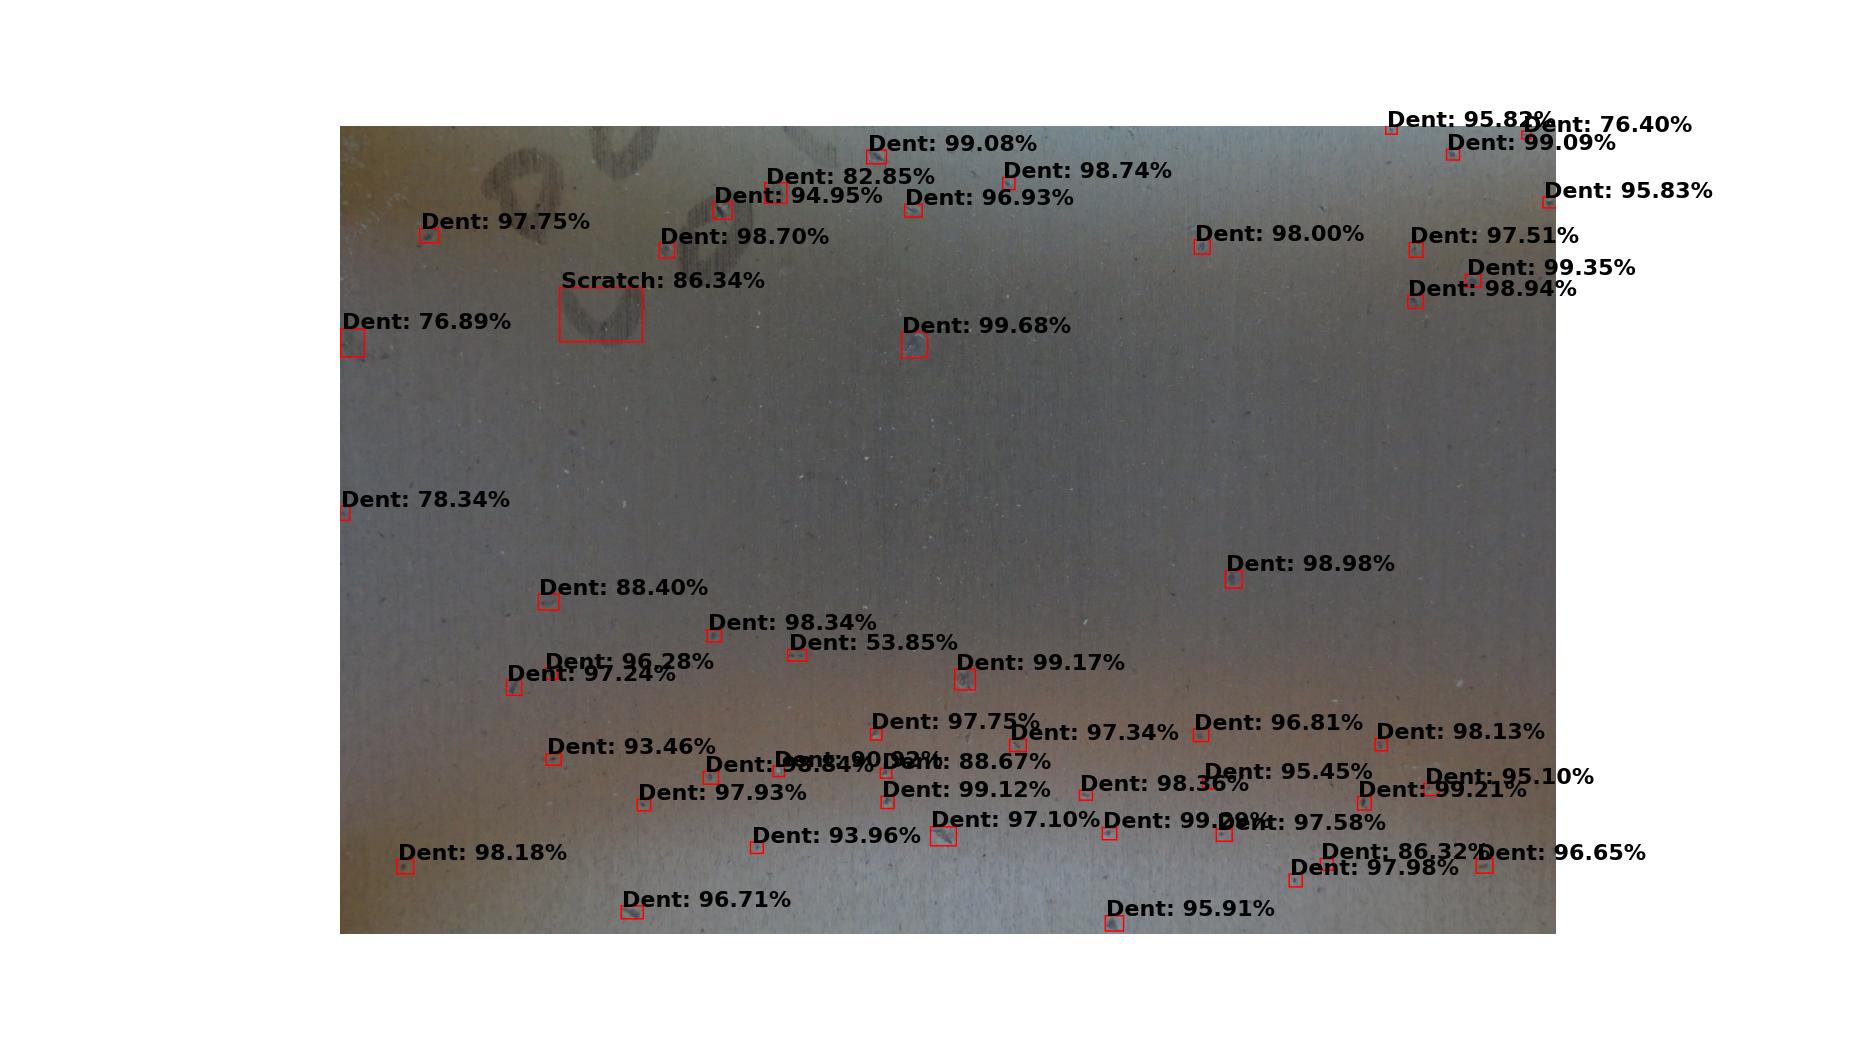 Dent: 95.82%
Dent: 76.40%
Dent: 99.08%
Dent: 99.09%
Dent: 98.74%
Dent: 82.85%
Dent: 94.95%
Dent: 96.93%
Dent: 95.83%
Dent: 97.75%
Dent: 98.70%
Dent: 98.00%
Dent: 97.51%
Dent: 99.35%
Scratch: 86.34%
Dent: 98.94%
Dent: 76.89%
Dent: 99.68%
Dent: 78.34%
Dent: 98.98%
Dent: 88.40%
Dent: 98.34%
Dent: 53.85%
Dent: 96.28%
Dent: 99.17%
Dent: 97.24%
Dent: 97.75%
Dent: 97.34%
Dent: 96.81%
Dent: 98.13%
Dent: 93.46%
Dent: 90.92%
Dent: 88.67%
Dent: 98.84%
Dent: 95.45%
Dent: 95.10%
Dent: 98.36%
Dent: 99.12%
Dent: 99.21%
Dent: 97.93%
Dent: 97.10%
Dent: 99.29%
Dent: 97.58%
Dent: 93.96%
Dent: 98.18%
Dent: 86.32%
Dent: 96.65%
Dent: 97.98%
Dent: 96.71%
Dent: 95.91%